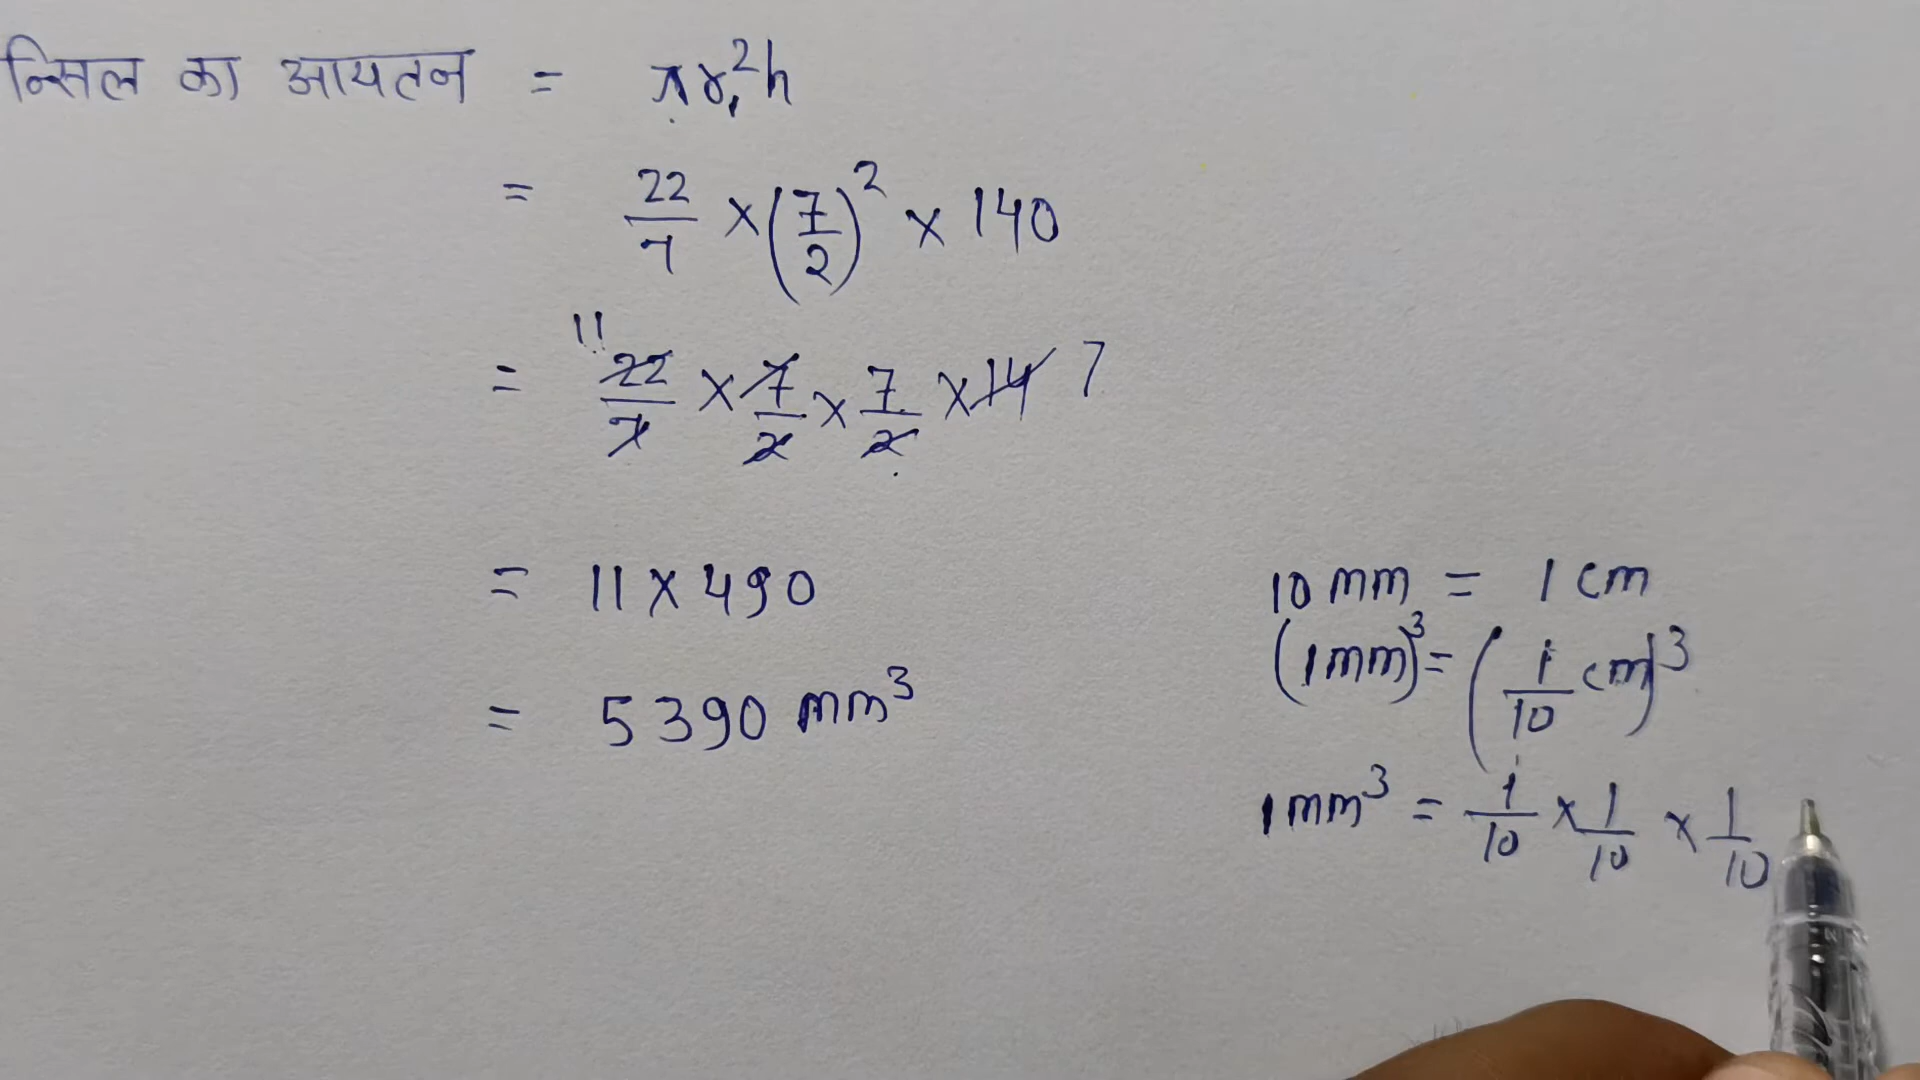 न्सिल का आयतन = πr₁²h
= 22/7 × (7/2)² × 140
11
= 22/7 × 7/2 × 7/2 × 14 7
= 11 × 490
= 5390 mm³
10 mm = 1 cm
(1mm)³ = (1/10 cm)³
1mm³ = 1/10 × 1/10 × 1/10